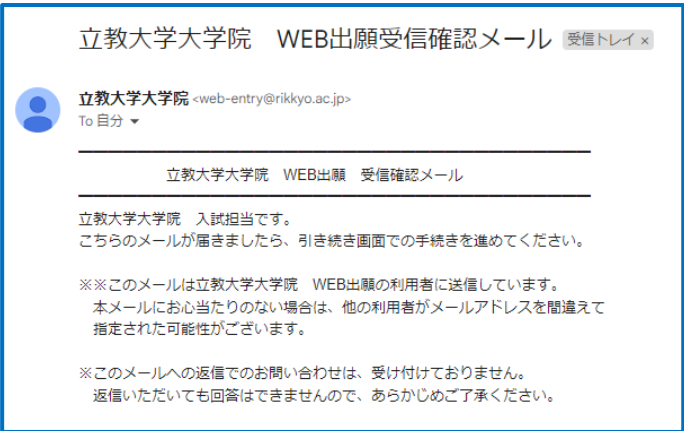 立教大学大学院　WEB出願受信確認メール 受信トレイ ×
立教大学大学院 <web-entry@rikkyo.ac.jp>
To 自分
立教大学大学院　WEB出願　受信確認メール
立教大学大学院　入試担当です。
こちらのメールが届きましたら、引き続き画面での手続きを進めてください。
※※このメールは立教大学大学院　WEB出願の利用者に送信しています。
本メールにお心当たりのない場合は、他の利用者がメールアドレスを間違えて
指定された可能性がございます。
※このメールへの返信でのお問い合わせは、受け付けておりません。
返信いただいても回答はできませんので、あらかじめご了承ください。